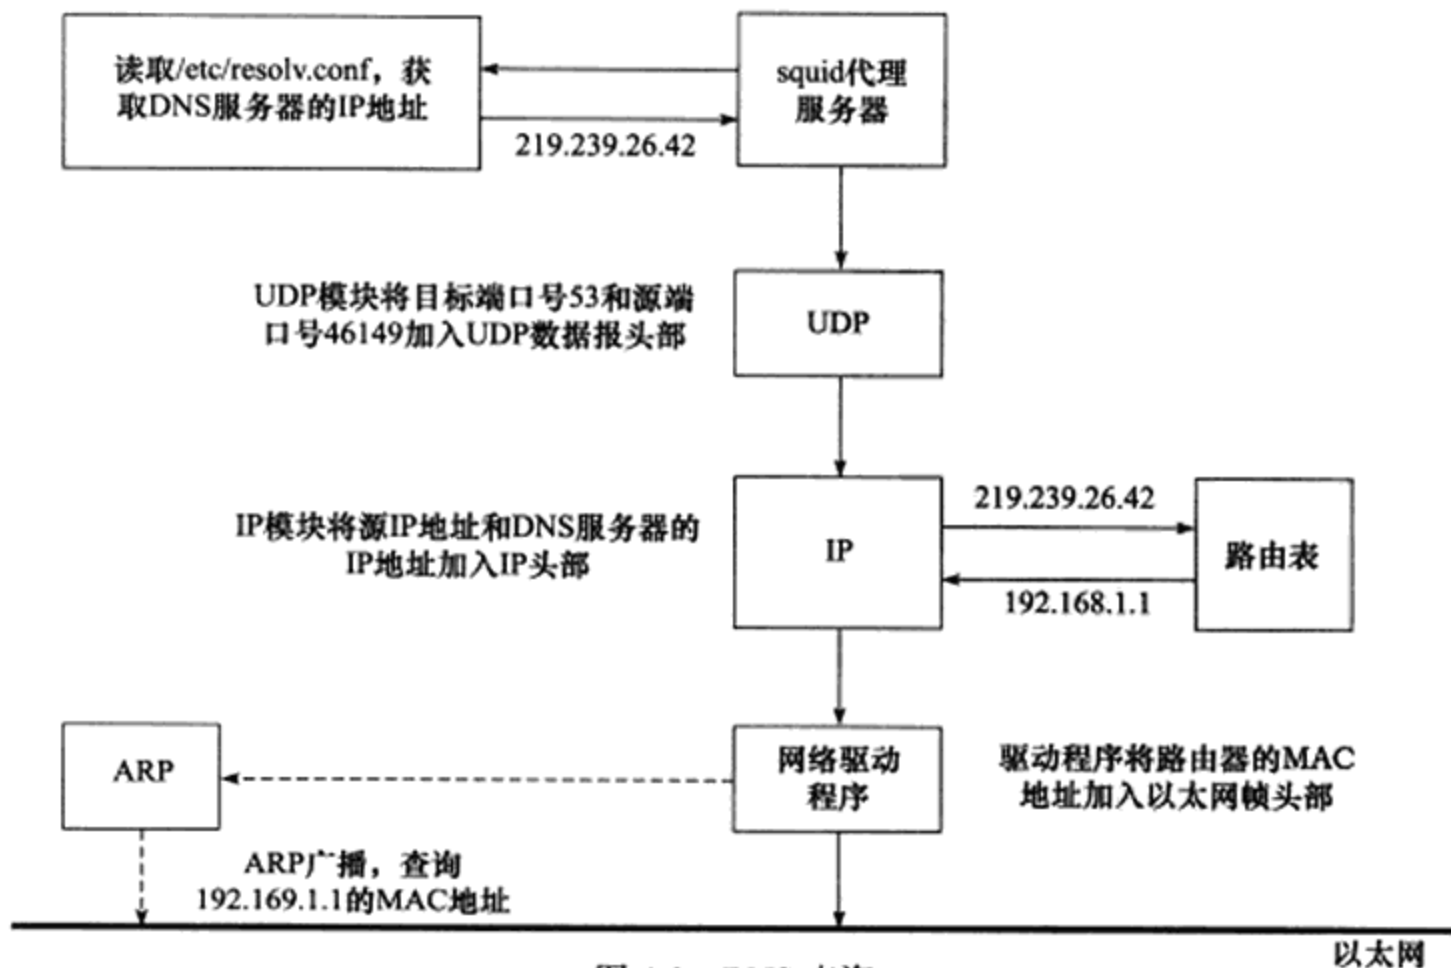 读取/etc/resolv.conf，获
取DNS服务器的IP地址
squid代理
服务器
219.239.26.42
UDP模块将目标端口号53和源端
口号46149加入UDP数据报头部
UDP
IP模块将源IP地址和DNS服务器的
IP地址加入IP头部
IP
219.239.26.42
192.168.1.1
路由表
ARP
网络驱动
程序
驱动程序将路由器的MAC
地址加入以太网帧头部
ARP广播，查询
192.169.1.1的MAC地址
以太网